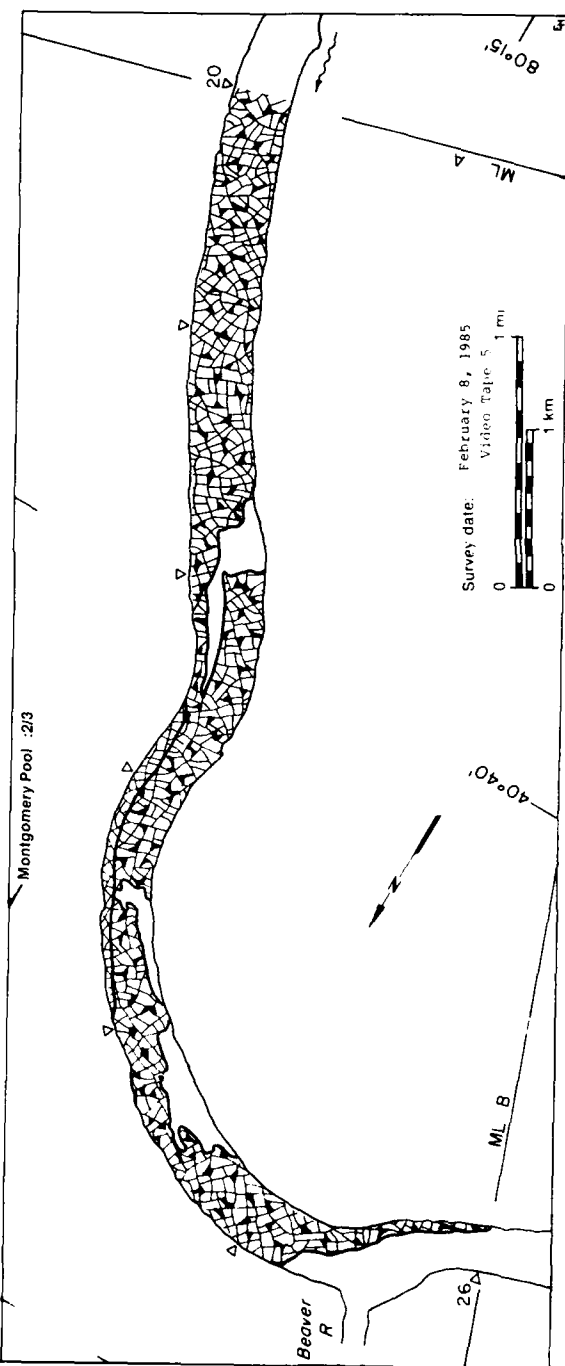 Montgomery Pool :2/3
20
80°15'
ML A
Survey date: February 8, 1985
Video Tape 5
0 1 mi
0 1 km
40°40'
N
ML B
Beaver
R
26